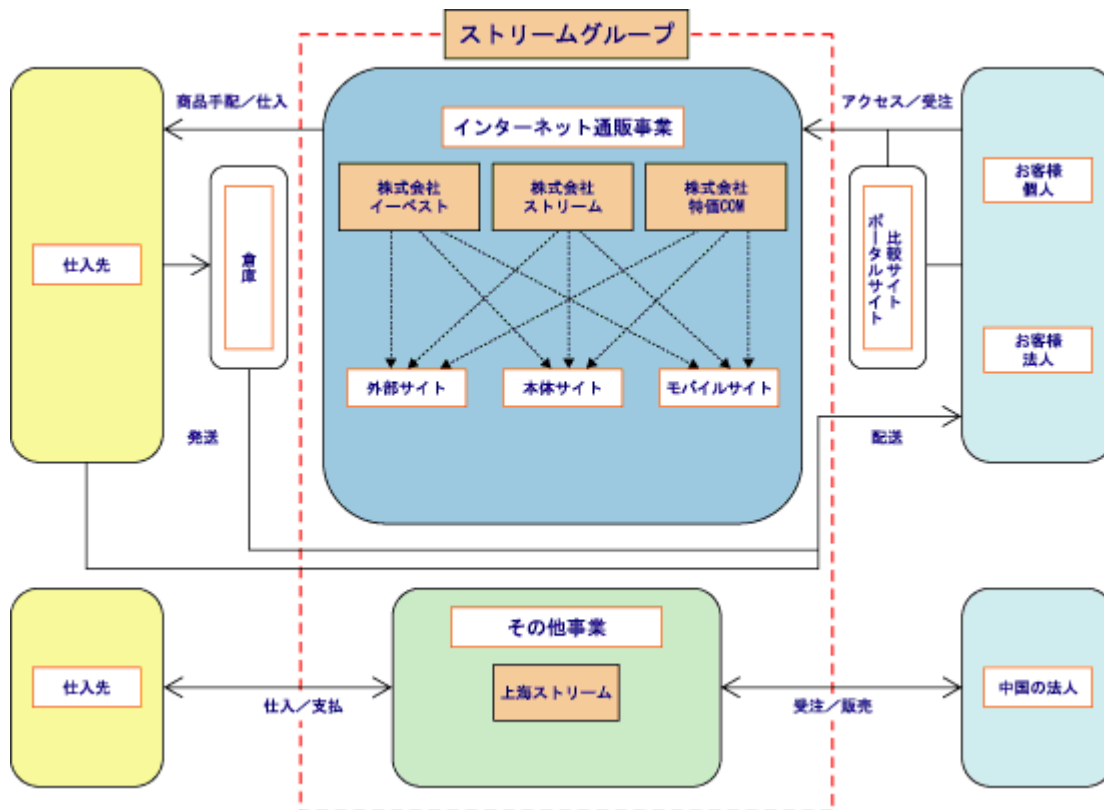 ストリームグループ
商品手配／仕入
アクセス／受注
インターネット通販事業
株式会社
イーベスト
株式会社
ストリーム
株式会社
特価COM
お客様
個人
仕入先
倉庫
比較サイト
ポータルサイト
お客様
法人
外部サイト
本体サイト
モバイルサイト
発送
配送
その他事業
仕入先
上海ストリーム
中国の法人
仕入／支払
受注／販売